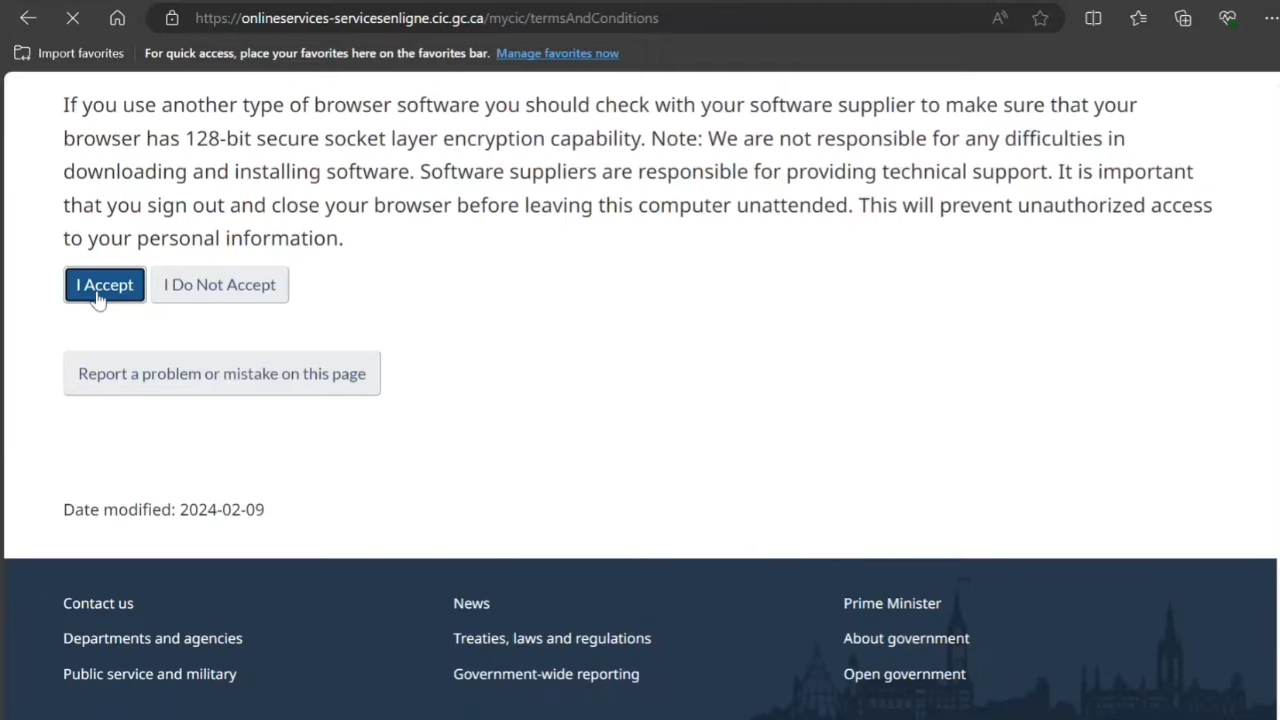 https://onlineservices-servicesenligne.cic.gc.ca/mycic/termsAndConditions
Import favorites For quick access, place your favorites here on the favorites bar. Manage favorites now
If you use another type of browser software you should check with your software supplier to make sure that your
browser has 128-bit secure socket layer encryption capability. Note: We are not responsible for any difficulties in
downloading and installing software. Software suppliers are responsible for providing technical support. It is important
that you sign out and close your browser before leaving this computer unattended. This will prevent unauthorized access
to your personal information.
I Accept I Do Not Accept
Report a problem or mistake on this page
Date modified: 2024-02-09
Contact us News Prime Minister
Departments and agencies Treaties, laws and regulations About government
Public service and military Government-wide reporting Open government